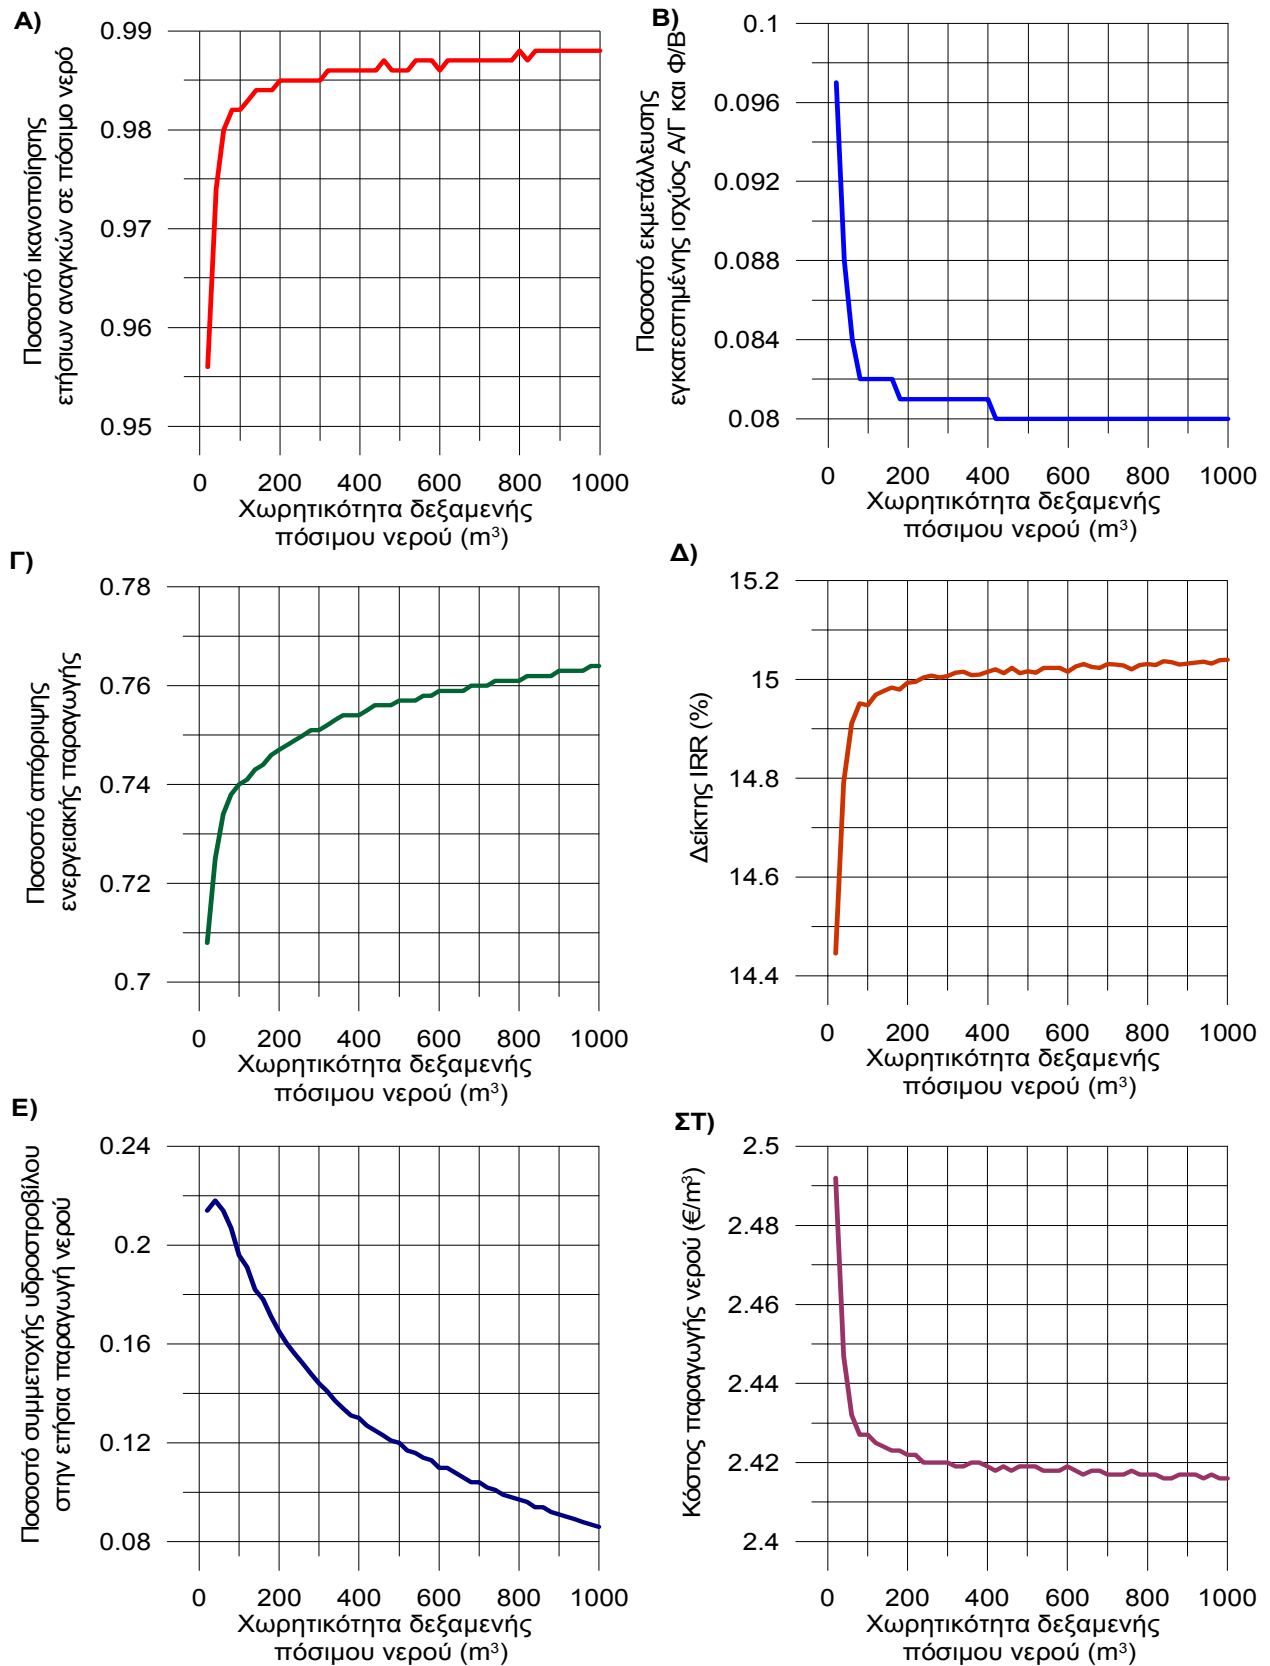 Α)
0.99
0.98
0.97
0.96
0.95
0
200
400
600
800
1000
Ποσοστό ικανοποίησης
ετήσιων αναγκών σε πόσιμο νερό
Χωρητικότητα δεξαμενής
πόσιμου νερού (m³)
Β)
0.1
0.096
0.092
0.088
0.084
0.08
0
200
400
600
800
1000
Ποσοστό εκμετάλλευσης
εγκατεστημένης ισχύος Α/Γ και Φ/Β
Χωρητικότητα δεξαμενής
πόσιμου νερού (m³)
Γ)
0.78
0.76
0.74
0.72
0.7
0
200
400
600
800
1000
Ποσοστό απόρριψης
ενεργειακής παραγωγής
Χωρητικότητα δεξαμενής
πόσιμου νερού (m³)
Δ)
15.2
15
14.8
14.6
14.4
0
200
400
600
800
1000
Δείκτης IRR (%)
Χωρητικότητα δεξαμενής
πόσιμου νερού (m³)
Ε)
0.24
0.2
0.16
0.12
0.08
0
200
400
600
800
1000
Ποσοστό συμμετοχής υδροστροβίλου
στην ετήσια παραγωγή νερού
Χωρητικότητα δεξαμενής
πόσιμου νερού (m³)
ΣΤ)
2.5
2.48
2.46
2.44
2.42
2.4
0
200
400
600
800
1000
Κόστος παραγωγής νερού (€/m³)
Χωρητικότητα δεξαμενής
πόσιμου νερού (m³)